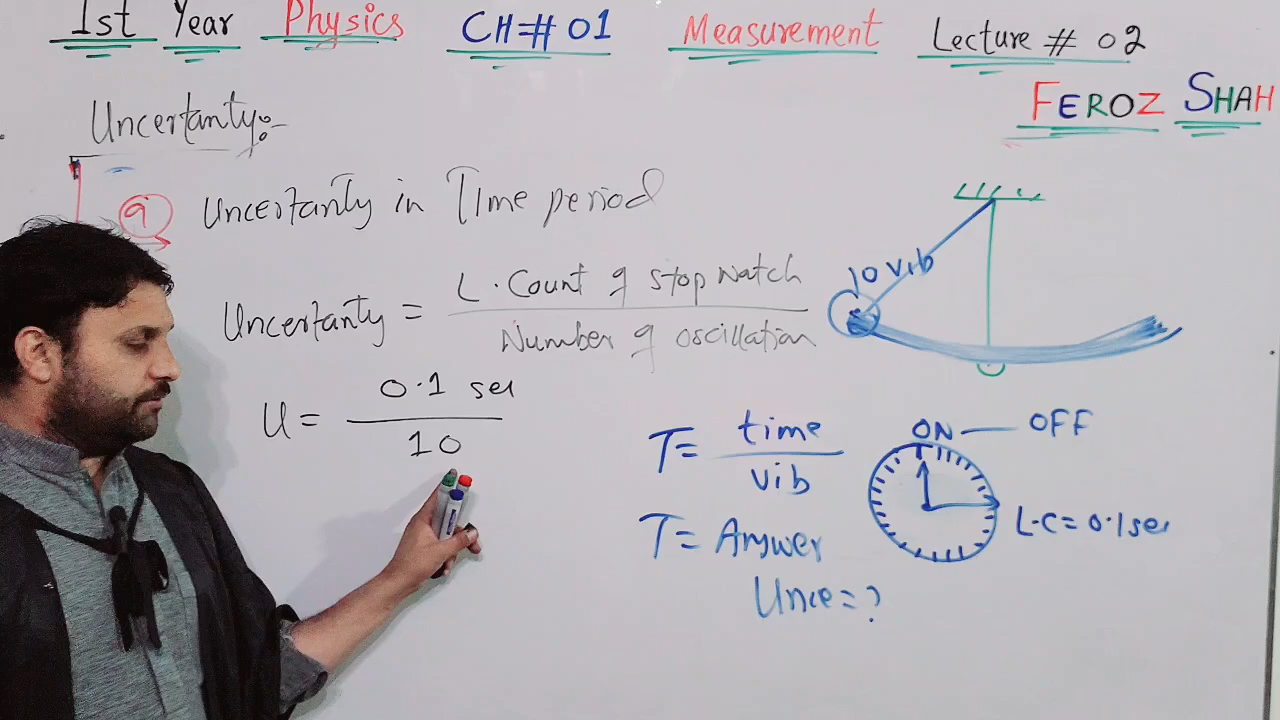 1st Year Physics CH=# 01 Measurement Lecture # 02
FEROZ SHAH
Uncertanty:-
a Uncertanty in Time period
Uncertanty = L. Count of stop watch
Number of oscillation
U = 0.1 sec
10
10 vib
T = time
vib
T = Answer
Unce = ?
ON — OFF
L.C = 0.1 sec